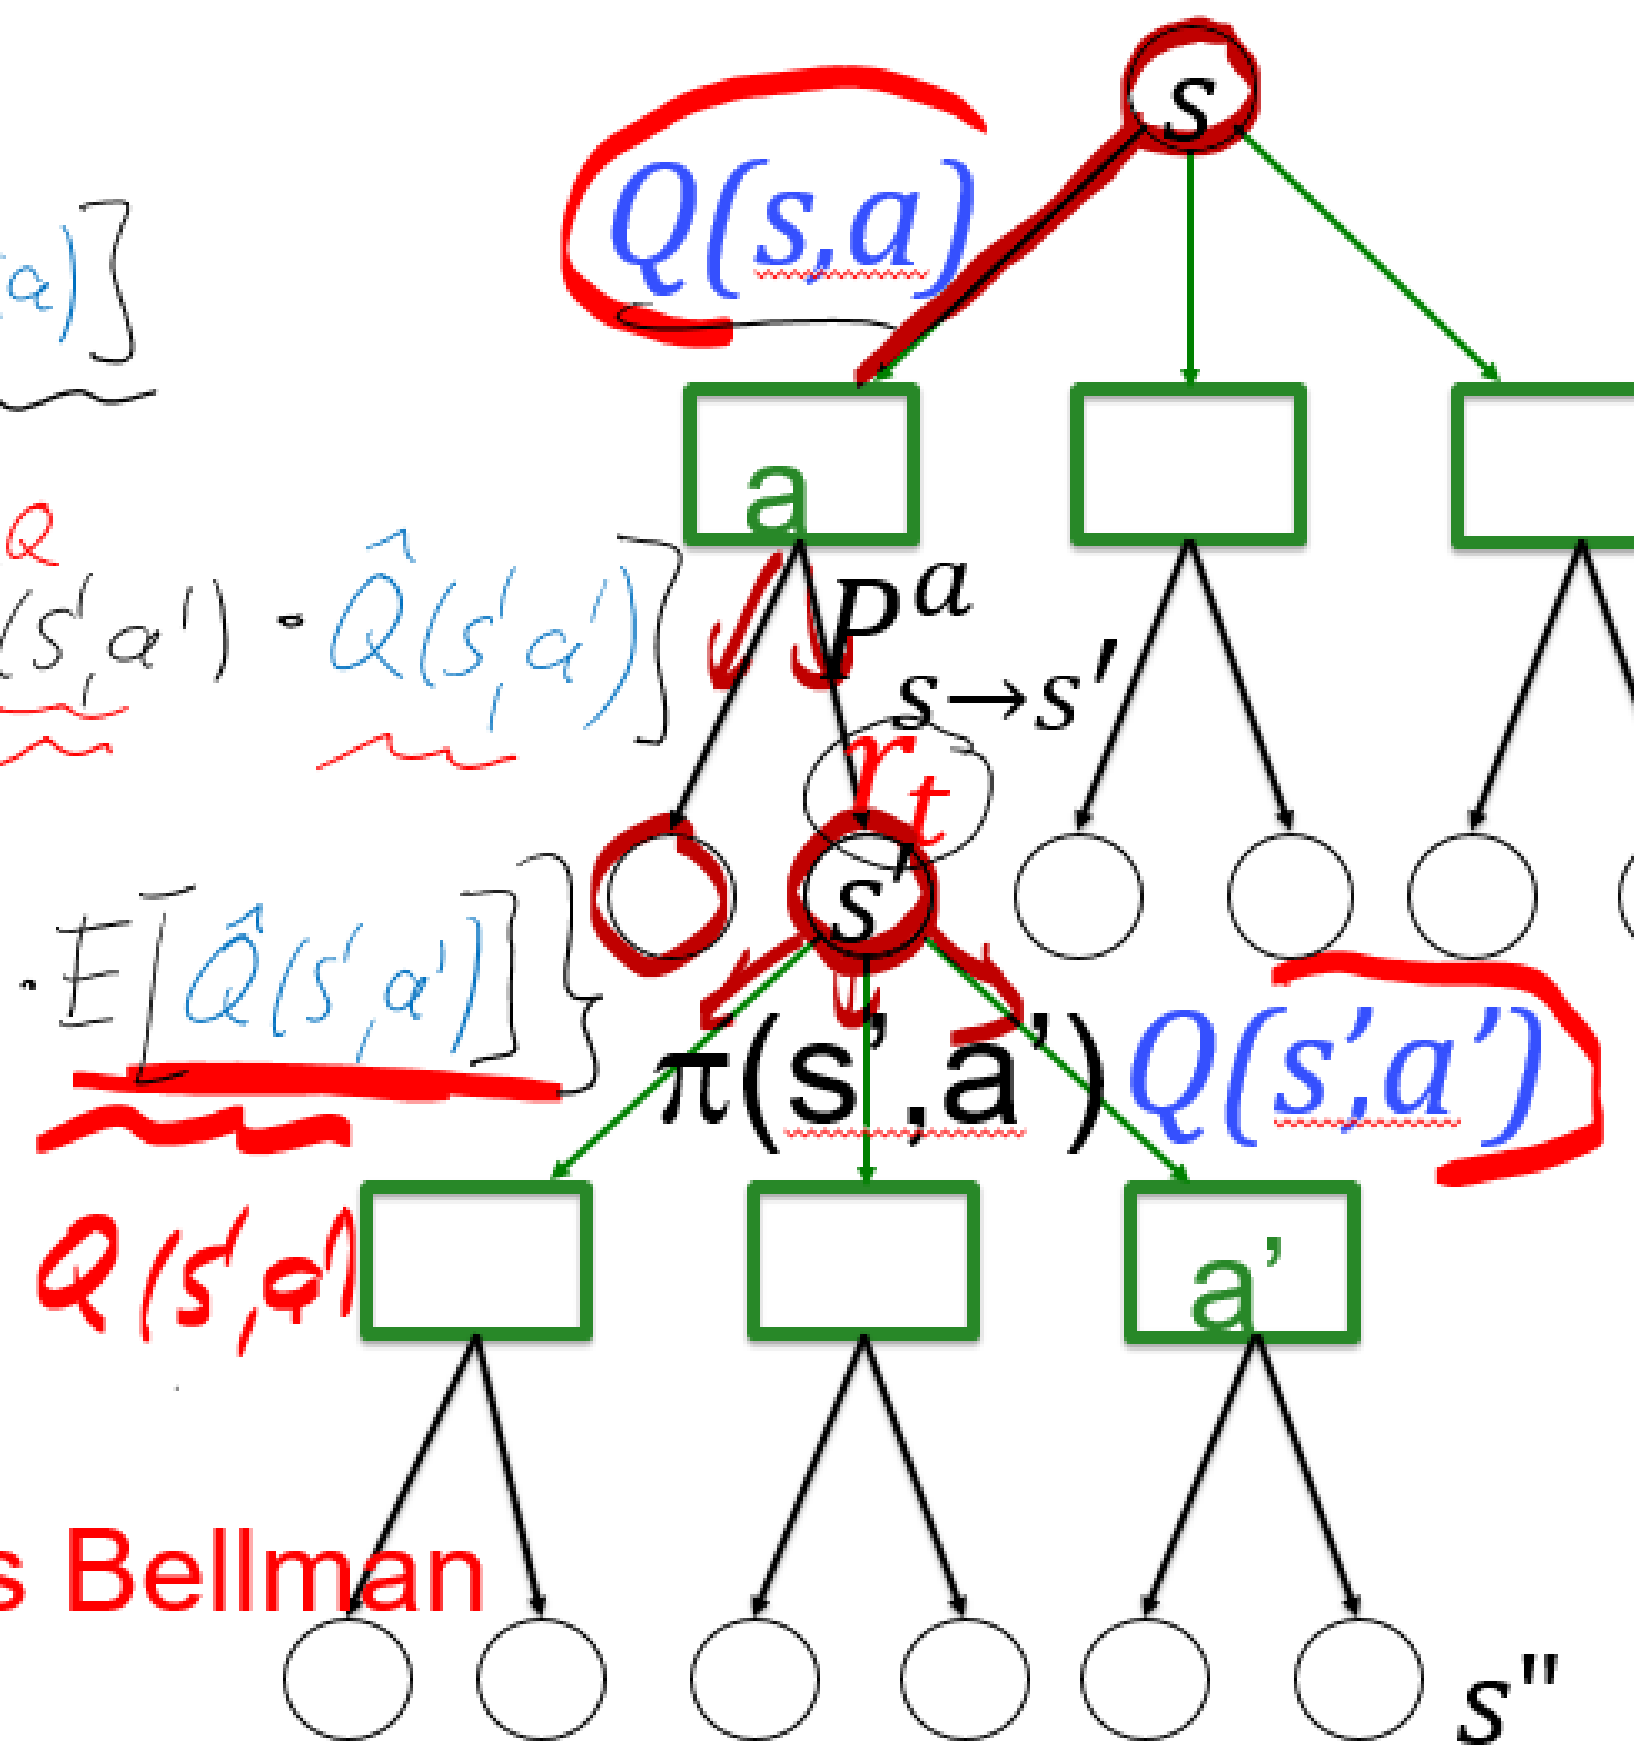 s
Q(s,a)
a)]
a
Q
(s',a') · Q̂(s',a')]
P^a_{s→s'}
r_t
s'
· E[Q̂(s',a')]}
π(s',a') Q(s',a')
Q(s',a')
a'
s Bellman
s"